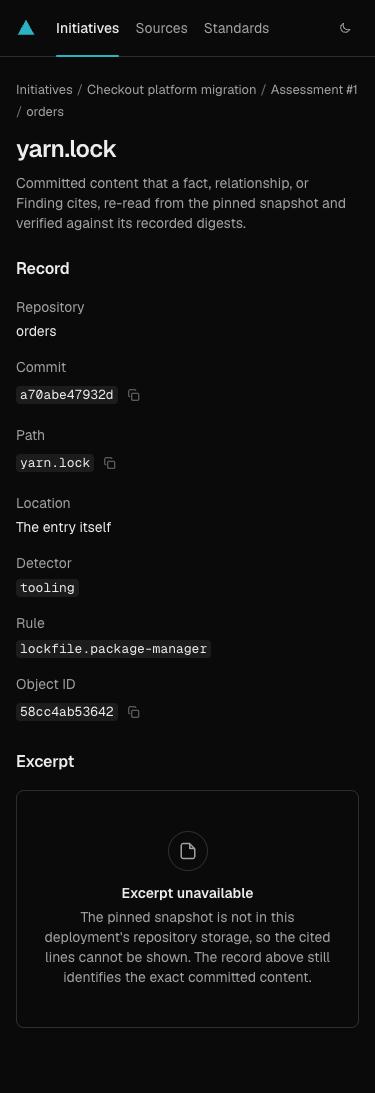 Initiatives Sources Standards
Initiatives / Checkout platform migration / Assessment #1
/ orders
yarn.lock
Committed content that a fact, relationship, or
Finding cites, re-read from the pinned snapshot and
verified against its recorded digests.
Record
Repository
orders
Commit
a70abe47932d
Path
yarn.lock
Location
The entry itself
Detector
tooling
Rule
lockfile.package-manager
Object ID
58cc4ab53642
Excerpt
Excerpt unavailable
The pinned snapshot is not in this
deployment's repository storage, so the cited
lines cannot be shown. The record above still
identifies the exact committed content.